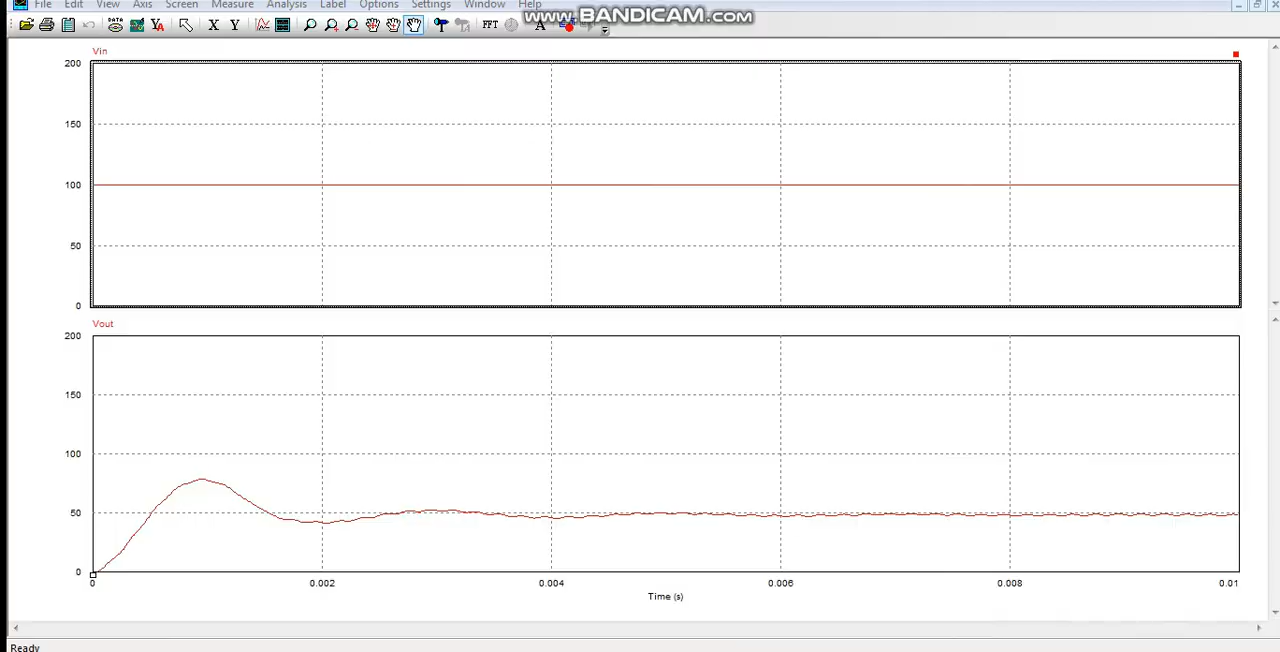 File Edit View Axis Screen Measure Analysis Label Options Settings Window Help
www.BANDICAM.com
DATA X Y FFT A
Vin
200
150
100
50
0
Vout
200
150
100
50
0
0 0.002 0.004 0.006 0.008 0.01
Time (s)
Ready